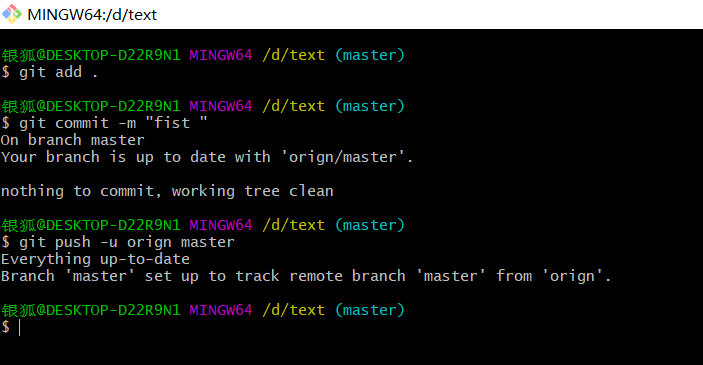 MINGW64:/d/text
银狐@DESKTOP-D22R9N1 MINGW64 /d/text (master)
$ git add .
银狐@DESKTOP-D22R9N1 MINGW64 /d/text (master)
$ git commit -m "fist "
On branch master
Your branch is up to date with 'orign/master'.
nothing to commit, working tree clean
银狐@DESKTOP-D22R9N1 MINGW64 /d/text (master)
$ git push -u orign master
Everything up-to-date
Branch 'master' set up to track remote branch 'master' from 'orign'.
银狐@DESKTOP-D22R9N1 MINGW64 /d/text (master)
$